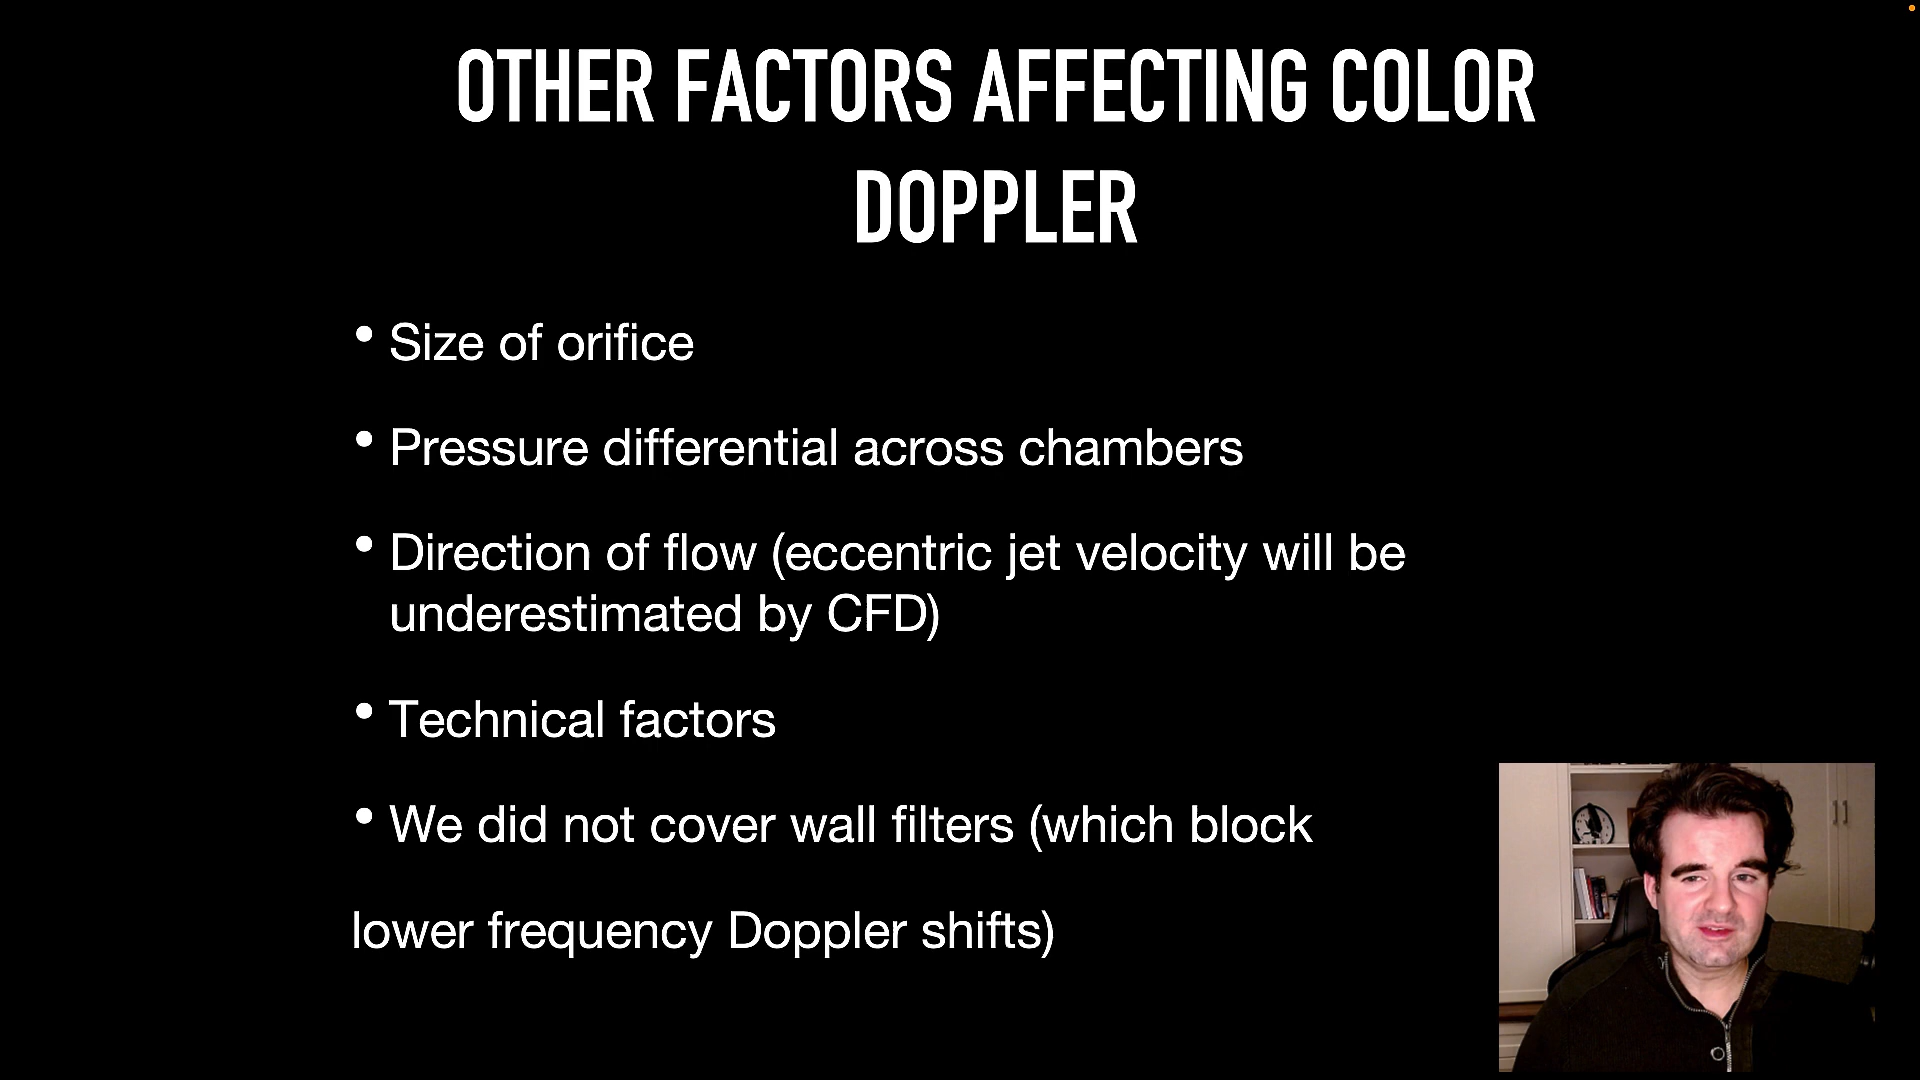 OTHER FACTORS AFFECTING COLOR
DOPPLER
• Size of orifice
• Pressure differential across chambers
• Direction of flow (eccentric jet velocity will be
underestimated by CFD)
• Technical factors
• We did not cover wall filters (which block
lower frequency Doppler shifts)